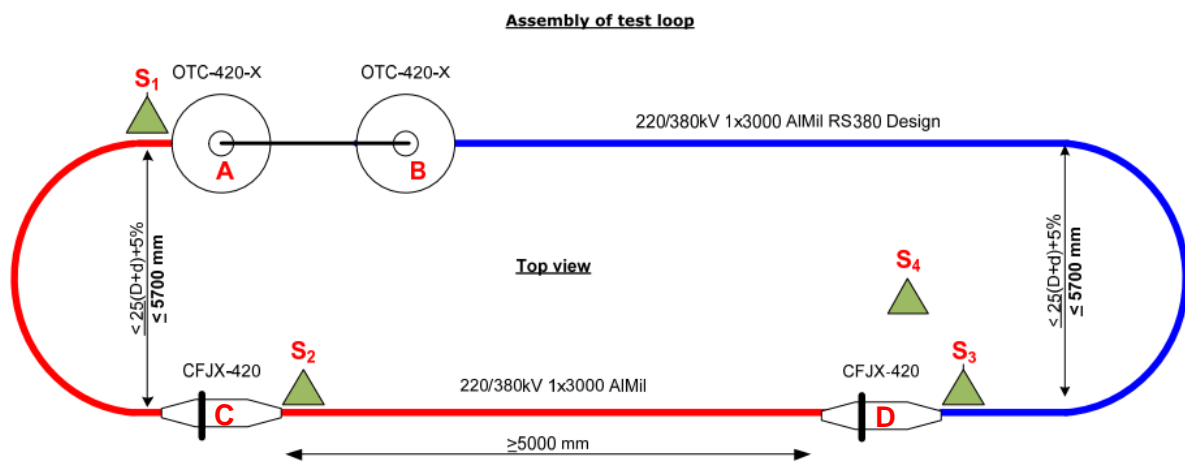 Assembly of test loop
OTC-420-X
OTC-420-X
S1
220/380kV 1x3000 AlMil RS380 Design
A
B
< 25(D+d)+5%
≤ 5700 mm
< 25(D+d)+5%
≤ 5700 mm
Top view
S4
S2
S3
CFJX-420
CFJX-420
220/380kV 1x3000 AlMil
C
D
≥5000 mm